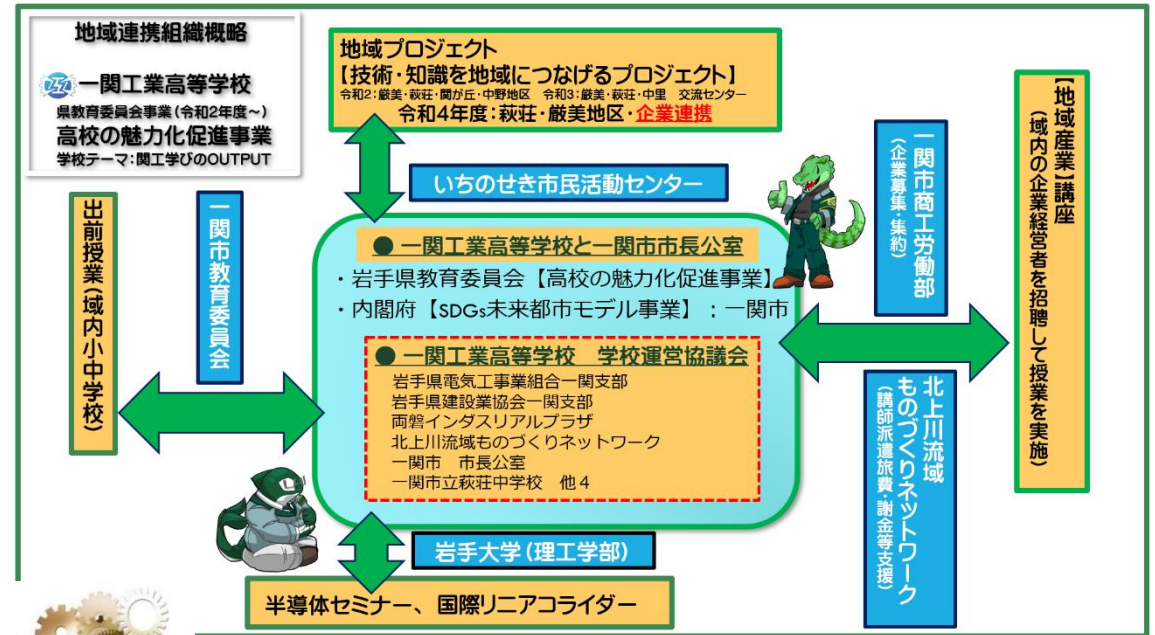 地域連携組織概略
一関工業高等学校
県教育委員会事業(令和2年度~)
高校の魅力化促進事業
学校テーマ:関工学びのOUTPUT
地域プロジェクト
【技術・知識を地域につなげるプロジェクト】
令和2:厳美・萩荘・関が丘・中野地区 令和3:厳美・萩荘・中里 交流センター
令和4年度:萩荘・厳美地区・企業連携
いちのせき市民活動センター
● 一関工業高等学校と一関市市長公室
・岩手県教育委員会【高校の魅力化促進事業】
・内閣府【SDGs未来都市モデル事業】:一関市
● 一関工業高等学校 学校運営協議会
岩手県電気工事業組合一関支部
岩手県建設業協会一関支部
両磐インダスリアルプラザ
北上川流域ものづくりネットワーク
一関市 市長公室
一関市立萩荘中学校 他4
出前授業(域内小中学校)
一関市教育委員会
一関市商工労働部
(企業募集・集約)
北上川流域
ものづくりネットワーク
(講師派遣旅費・謝金等支援)
【地域産業】講座
(域内の企業経営者を招聘して授業を実施)
岩手大学(理工学部)
半導体セミナー、国際リニアコライダー